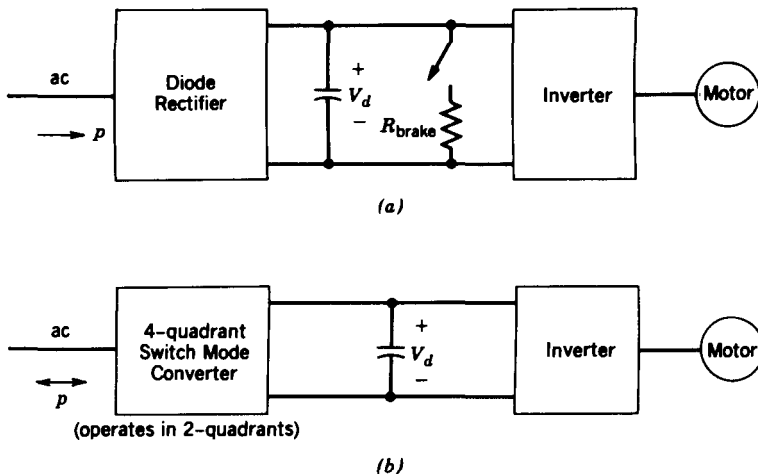 ac
p
Diode
Rectifier
+
V_d
−
R_brake
Inverter
Motor
(a)
ac
p
4-quadrant
Switch Mode
Converter
(operates in 2-quadrants)
+
V_d
−
Inverter
Motor
(b)